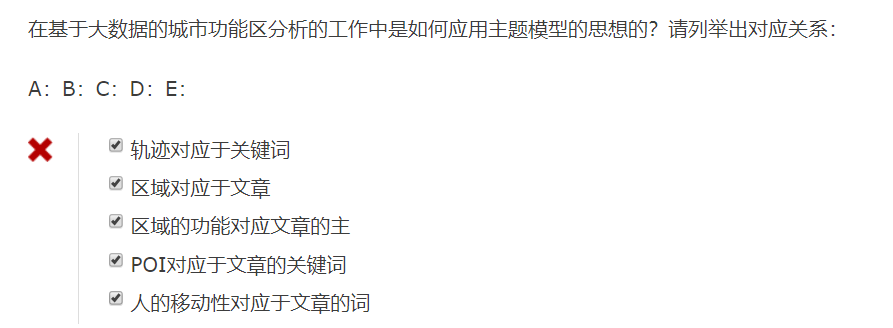 在基于大数据的城市功能区分析的工作中是如何应用主题模型的思想的？请列举出对应关系：
A：B：C：D：E：
轨迹对应于关键词
区域对应于文章
区域的功能对应文章的主
POI对应于文章的关键词
人的移动性对应于文章的词